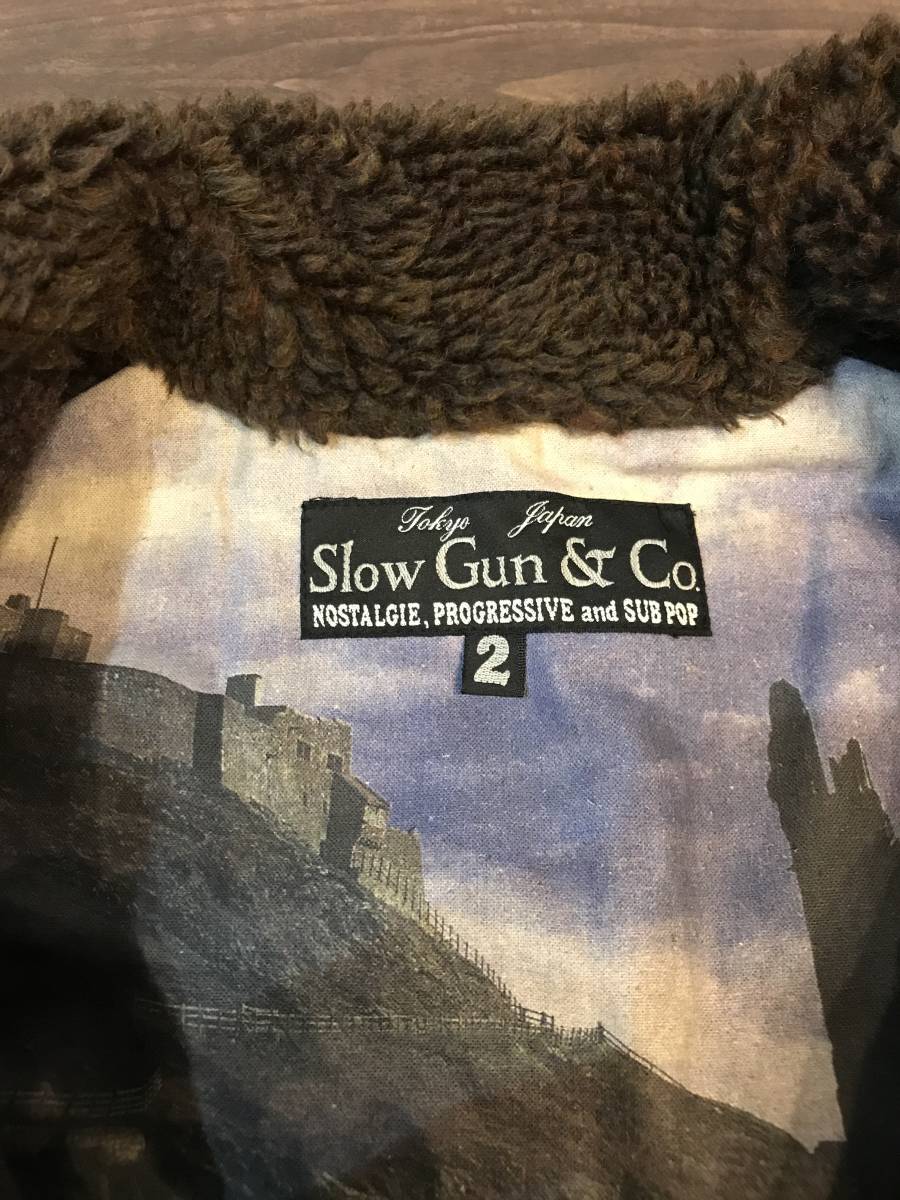 Tokyo Japan
Slow Gun & Co.
NOSTALGIE, PROGRESSIVE and SUB POP
2